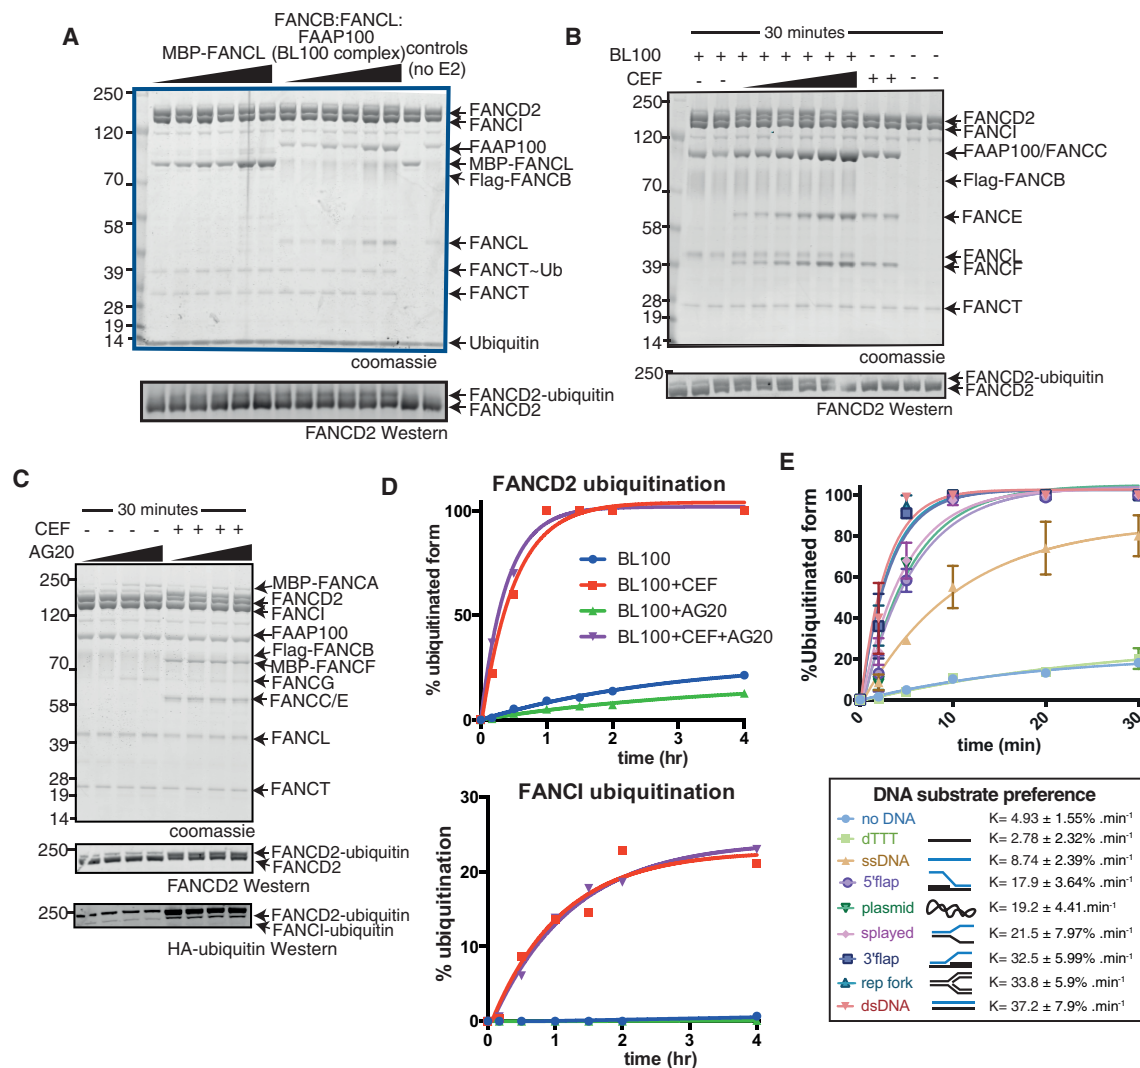 A
MBP-FANCL
FANCB:FANCL:
FAAP100
(BL100 complex)
controls
(no E2)
250
120
70
58
39
28
19
14
FANCD2
FANCI
FAAP100
MBP-FANCL
Flag-FANCB
FANCL
FANCT~Ub
FANCT
Ubiquitin
coomassie
FANCD2-ubiquitin
FANCD2
FANCD2 Western
B
30 minutes
BL100 + + + + + + + + - - - -
CEF - - + + - -
250
120
70
58
39
28
19
14
FANCD2
FANCI
FAAP100/FANCC
Flag-FANCB
FANCE
FANCL
FANCF
FANCT
coomassie
250
FANCD2-ubiquitin
FANCD2
FANCD2 Western
C
30 minutes
CEF - - - - + + + +
AG20
250
120
70
58
39
28
19
14
MBP-FANCA
FANCD2
FANCI
FAAP100
Flag-FANCB
MBP-FANCF
FANCG
FANCC/E
FANCL
FANCT
coomassie
250
FANCD2-ubiquitin
FANCD2
FANCD2 Western
250
FANCD2-ubiquitin
FANCI-ubiquitin
HA-ubiquitin Western
D
FANCD2 ubiquitination
% ubiquitinated form
100
50
0
BL100
BL100+CEF
BL100+AG20
BL100+CEF+AG20
0 1 2 3 4
time (hr)
FANCI ubiquitination
% ubiquitination
30
20
10
0
0 1 2 3 4
time (hr)
E
%Ubiquitinated form
100
80
60
40
20
0
0 10 20 30
time (min)
DNA substrate preference
no DNA K= 4.93 ± 1.55% .min⁻¹
dTTT K= 2.78 ± 2.32% .min⁻¹
ssDNA K= 8.74 ± 2.39% .min⁻¹
5'flap K= 17.9 ± 3.64% .min⁻¹
plasmid K= 19.2 ± 4.41.min⁻¹
splayed K= 21.5 ± 7.97% .min⁻¹
3'flap K= 32.5 ± 5.99% .min⁻¹
rep fork K= 33.8 ± 5.9% .min⁻¹
dsDNA K= 37.2 ± 7.9% .min⁻¹